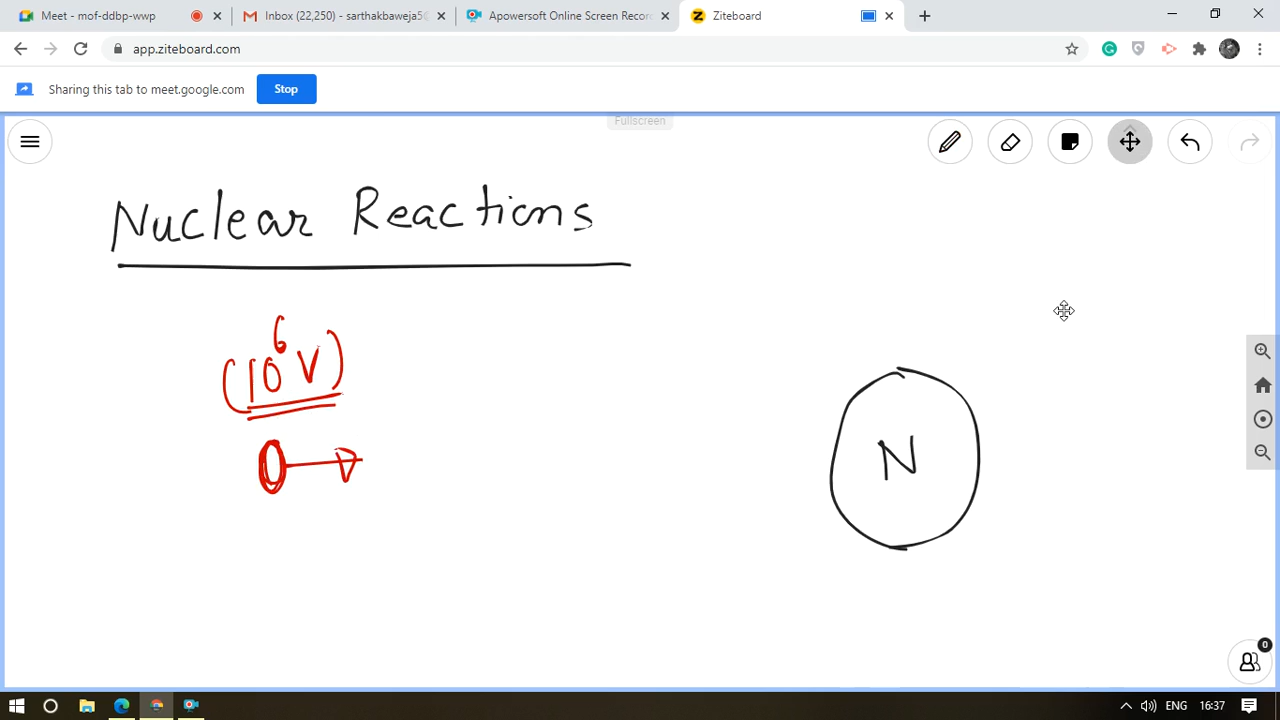 Meet - mof-ddbp-wwp
Inbox (22,250) - sarthakbaweja5
Apowersoft Online Screen Recor
Ziteboard
app.ziteboard.com
Sharing this tab to meet.google.com
Stop
Fullscreen
Nuclear Reactions
(10⁶ V)
N
0
ENG
16:37